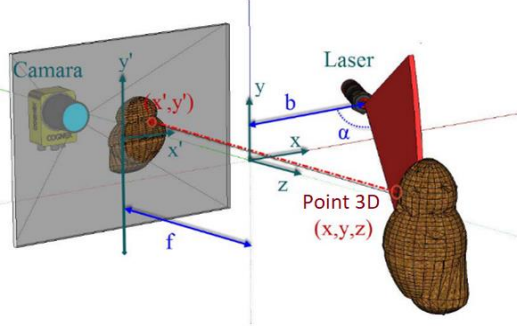 Camara
y'
(x',y')
x'
f
y
x
z
b
Laser
α
Point 3D
(x,y,z)
COGNEX